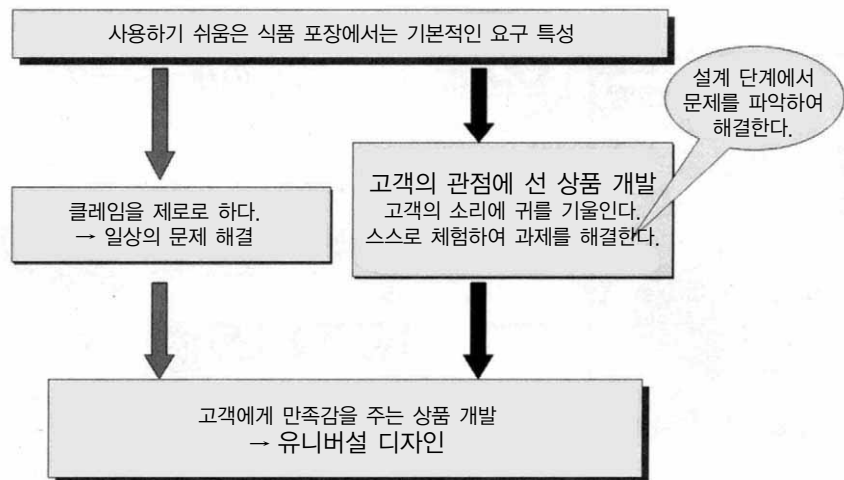 사용하기 쉬움은 식품 포장에서는 기본적인 요구 특성
설계 단계에서
문제를 파악하여
해결한다.
클레임을 제로로 하다.
→ 일상의 문제 해결
고객의 관점에 선 상품 개발
고객의 소리에 귀를 기울인다.
스스로 체험하여 과제를 해결한다.
고객에게 만족감을 주는 상품 개발
→ 유니버설 디자인